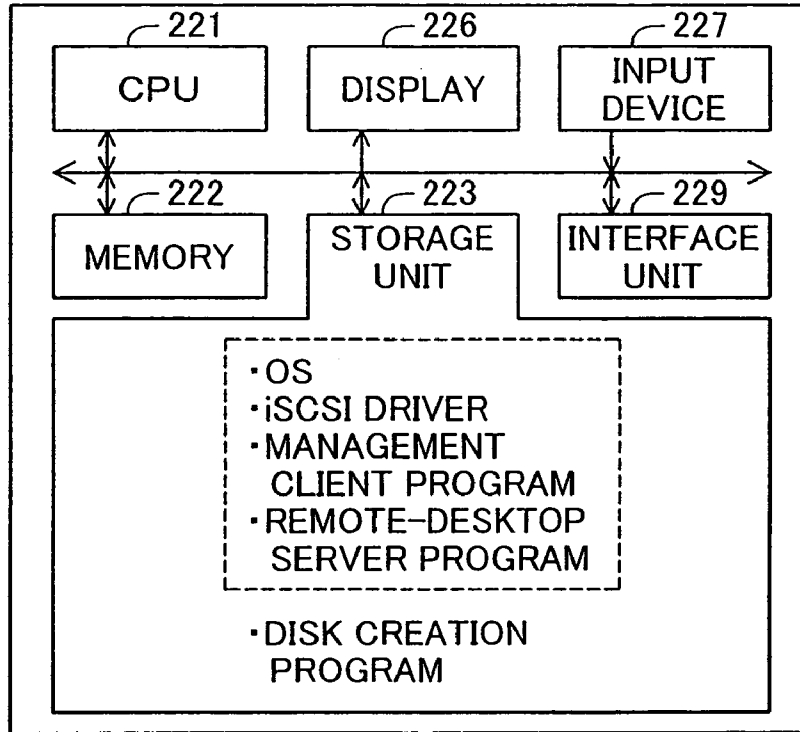 221
226
227
CPU
DISPLAY
INPUT
DEVICE
222
223
229
MEMORY
STORAGE
UNIT
INTERFACE
UNIT
・OS
・iSCSI DRIVER
・MANAGEMENT
CLIENT PROGRAM
・REMOTE-DESKTOP
SERVER PROGRAM
・DISK CREATION
PROGRAM